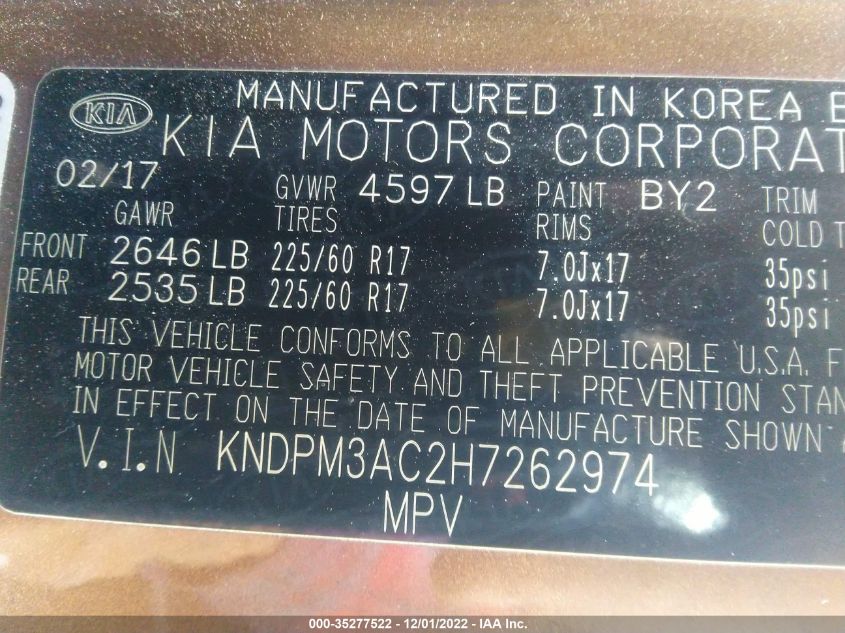 MANUFACTURED IN KOREA
KIA KIA MOTORS
02/17 GVWR 4597 LB PAINT BY2 TRIM
GAWR TIRES RIMS COLD
FRONT 2646 LB 225/60 R17 7.0Jx17 35psi
REAR 2535 LB 225/60 R17 7.0Jx17 35psi
THIS VEHICLE CONFORMS TO ALL APPLICABLE U.S.A.
MOTOR VEHICLE SAFETY AND THEFT PREVENTION
IN EFFECT ON THE DATE OF MANUFACTURE SHOWN
V.I.N KNDPM3AC2H7262974
MPV
000-35277522 - 12/01/2022 - IAA Inc.